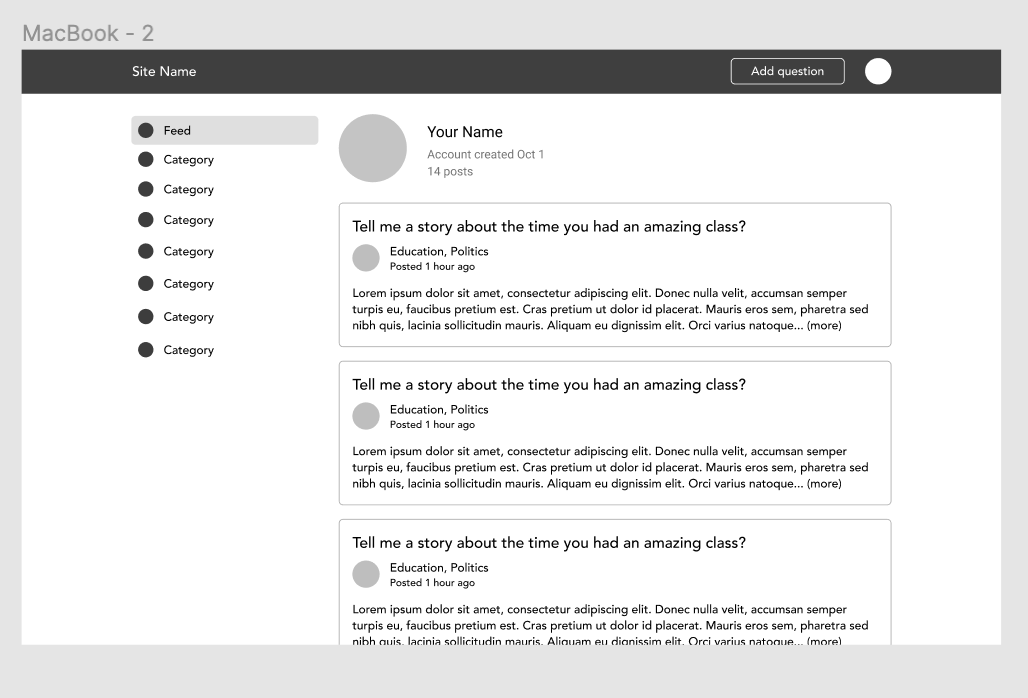 MacBook - 2
Site Name
Add question
Feed
Category
Category
Category
Category
Category
Category
Category
Your Name
Account created Oct 1
14 posts
Tell me a story about the time you had an amazing class?
Education, Politics
Posted 1 hour ago
Lorem ipsum dolor sit amet, consectetur adipiscing elit. Donec nulla velit, accumsan semper
turpis eu, faucibus pretium est. Cras pretium ut dolor id placerat. Mauris eros sem, pharetra sed
nibh quis, lacinia sollicitudin mauris. Aliquam eu dignissim elit. Orci varius natoque... (more)
Tell me a story about the time you had an amazing class?
Education, Politics
Posted 1 hour ago
Lorem ipsum dolor sit amet, consectetur adipiscing elit. Donec nulla velit, accumsan semper
turpis eu, faucibus pretium est. Cras pretium ut dolor id placerat. Mauris eros sem, pharetra sed
nibh quis, lacinia sollicitudin mauris. Aliquam eu dignissim elit. Orci varius natoque... (more)
Tell me a story about the time you had an amazing class?
Education, Politics
Posted 1 hour ago
Lorem ipsum dolor sit amet, consectetur adipiscing elit. Donec nulla velit, accumsan semper
turpis eu, faucibus pretium est. Cras pretium ut dolor id placerat. Mauris eros sem, pharetra sed
nibh quis, lacinia sollicitudin mauris. Aliquam eu dignissim elit. Orci varius natoque... (more)